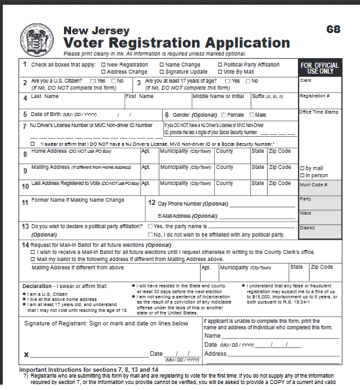 New Jersey
68
Voter Registration Application
Please print clearly in ink. All information is required unless marked optional.
FOR OFFICIAL USE ONLY
1 Check all boxes that apply: □ New Registration □ Name Change □ Political Party Affiliation
□ Address Change □ Signature Update □ Vote By Mail
Clerk
2 Are you a U.S. Citizen? □ Yes □ No
(If No, DO NOT complete this form)
3 Are you at least 17 years of age? □ Yes □ No
(If No, DO NOT complete this form)
Registration #
4 Last Name First Name Middle Name or Initial Suffix (Jr., Sr., III)
Office Time Stamp
5 Date of Birth (MM / DD / YYYY) / /
6 Gender (Optional) □ Female □ Male
7 NJ Driver's License Number or MVC Non-driver ID Number
If you DO NOT have a NJ Driver's License or MVC Non-Driver
ID, provide the last 4 digits of your Social Security Number.
□ "I swear or affirm that I DO NOT have a NJ Driver's License, MVC Non-driver ID or a Social Security Number."
8 Home Address (DO NOT use PO Box) Apt. Municipality (City/Town) County State Zip Code
9 Mailing Address (If different from Home Address) Apt. Municipality (City/Town) County State Zip Code
□ by mail
□ in person
10 Last Address Registered to Vote (DO NOT use PO Box) Apt. Municipality (City/Town) County State Zip Code
Muni Code #
11 Former Name if Making Name Change
12 Day Phone Number (Optional)
E-Mail Address (Optional)
Party
Ward
13 Do you wish to declare a political party affiliation?
(Optional)
□ Yes, the party name is
□ No, I do not wish to be affiliated with any political party.
District
14 Request for Mail-in Ballot for all future elections (Optional)
□ I wish to receive a Mail-in Ballot for all future elections until I request otherwise in writing to the County Clerk's office.
□ Mail my ballot to the following address if different from Mailing Address above.
Mailing Address if different from above Apt. Municipality (City/Town) State Zip Code
Declaration - I swear or affirm that:
● I am a U.S. Citizen
● I live at the above home address
● I am at least 17 years old, and understand
that I may not vote until reaching the age of 18
● I will have resided in the State and county
at least 30 days before the next election
● I am not serving a sentence of incarceration
as the result of a conviction of any indictable
offense under the laws of this or another
state or of the United States.
● I understand that any false or fraudulent
registration may subject me to a fine of up
to $15,000, imprisonment up to 5 years, or
both pursuant to R.S. 19:34-1
Signature of Registrant: Sign or mark and date on lines below
If applicant is unable to complete this form, print the
name and address of individual who completed this form.
Name
Date (MM / DD / YYYY) / /
X Date / /
Address
Important Instructions for sections 7, 8, 13 and 14
7) Registrants who are submitting this form by mail and are registering to vote for the first time: If you do not supply any of the information
required by section 7, or the information you provide cannot be verified, you will be asked to provide a COPY of a current and valid